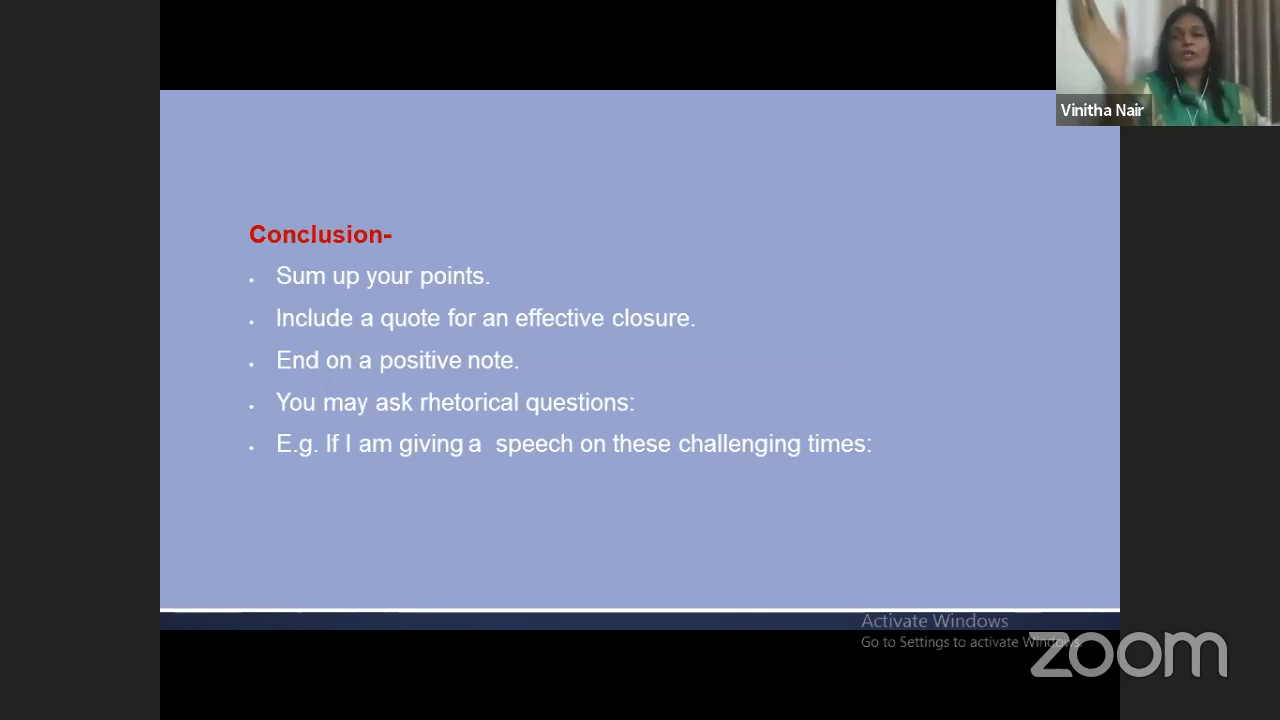 Vinitha Nair
Conclusion-
• Sum up your points.
• Include a quote for an effective closure.
• End on a positive note.
• You may ask rhetorical questions:
• E.g. If I am giving a speech on these challenging times:
Activate Windows
Go to Settings to activate Windows.
zoom